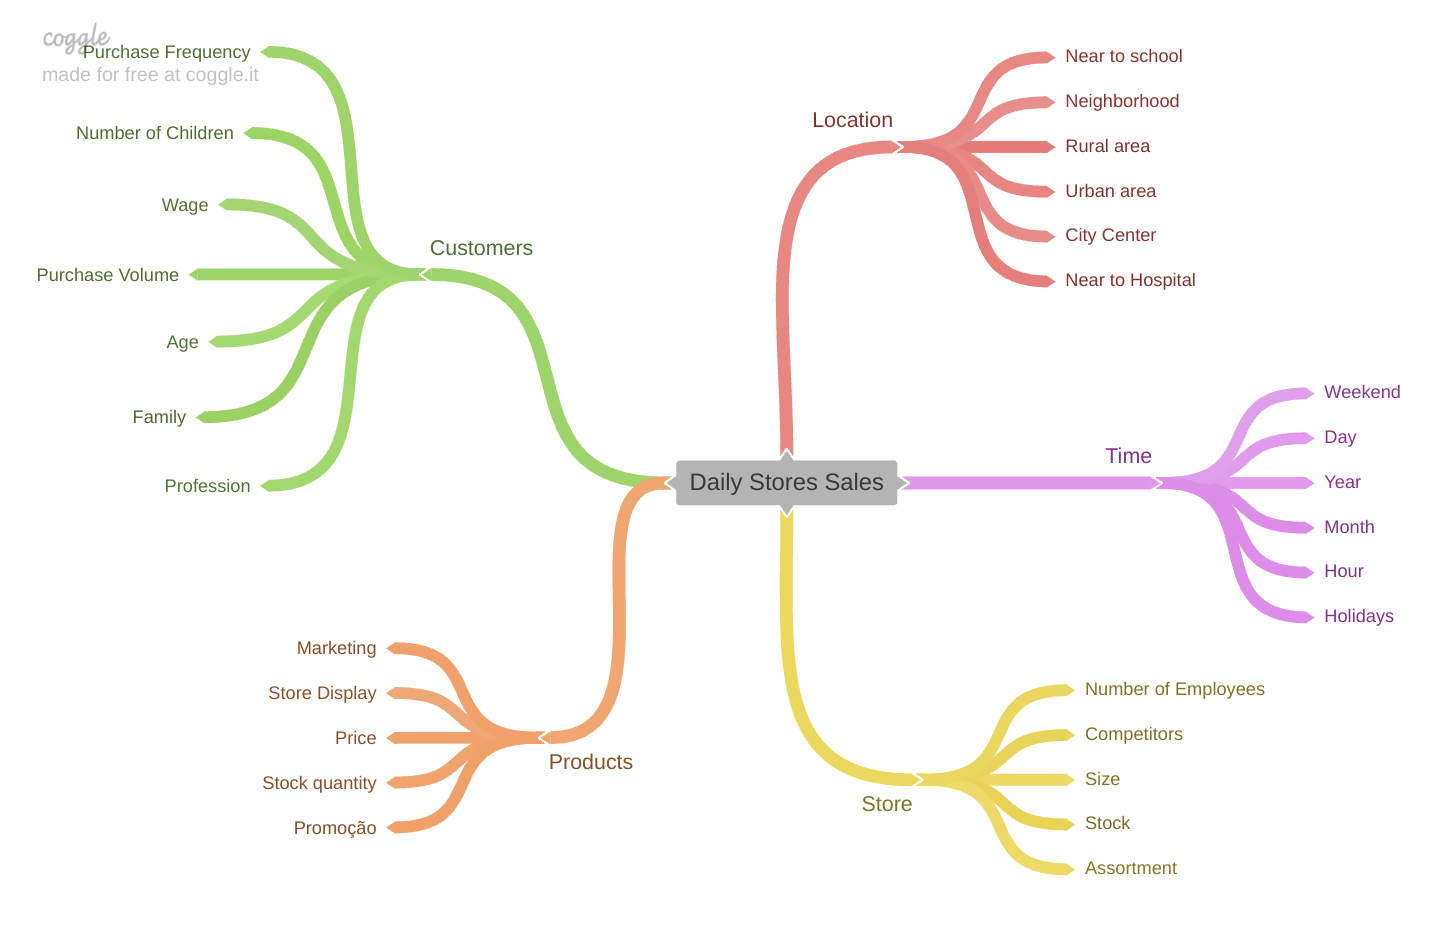 coggle
made for free at coggle.it
Purchase Frequency
Number of Children
Wage
Purchase Volume
Age
Family
Profession
Customers
Location
Near to school
Neighborhood
Rural area
Urban area
City Center
Near to Hospital
Daily Stores Sales
Time
Weekend
Day
Year
Month
Hour
Holidays
Marketing
Store Display
Price
Stock quantity
Promoção
Products
Store
Number of Employees
Competitors
Size
Stock
Assortment